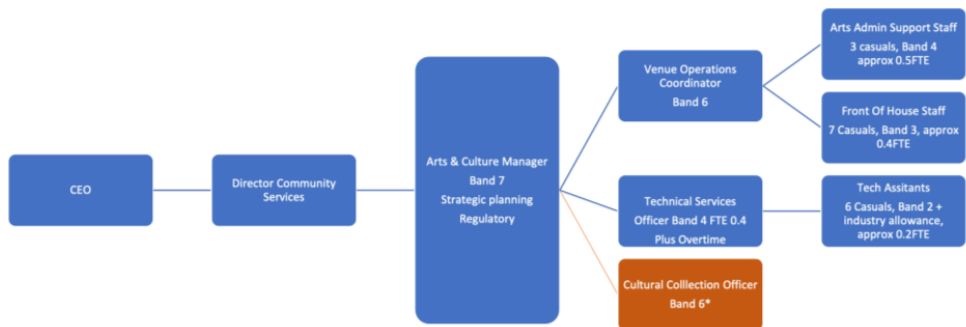 CEO
Director Community
Services
Arts & Culture Manager
Band 7
Strategic planning
Regulatory
Venue Operations
Coordinator
Band 6
Technical Services
Officer Band 4 FTE 0.4
Plus Overtime
Cultural Colllection Officer
Band 6*
Arts Admin Support Staff
3 casuals, Band 4
approx 0.5FTE
Front Of House Staff
7 Casuals, Band 3, approx
0.4FTE
Tech Assitants
6 Casuals, Band 2 +
industry allowance,
approx 0.2FTE